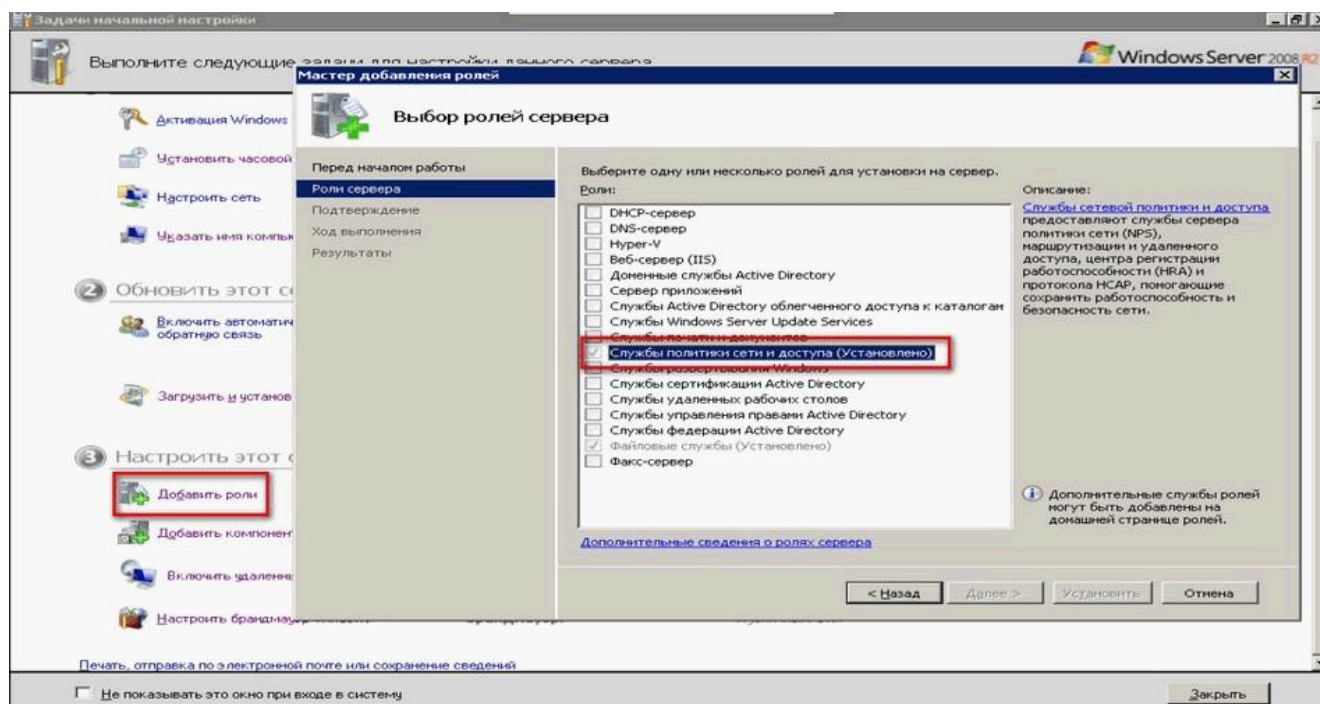 Задачи начальной настройки
Выполните следующие задачи для настройки данного сервера
Windows Server 2008 R2
Активация Windows
Установить часовой
Настроить сеть
Указать имя
2 Обновить этот
Включить
обратную связь
Загрузить и установ
3 Настроить этот
Добавить роли
Добавить
Включить
Настроить
Печать, отправка по электронной почте или сохранение сведений
Не показывать это окно при входе в систему
Закрыть
Мастер добавления ролей
Выбор ролей сервера
Перед началом работы
Роли сервера
Подтверждение
Ход выполнения
Результаты
Выберите одну или несколько ролей для установки на сервер.
Роли:
DHCP-сервер
DNS-сервер
Hyper-V
Веб-сервер (IIS)
Доменные службы Active Directory
Сервер приложений
Службы Active Directory облегченного доступа к каталогам
Службы Windows Server Update Services
Службы печати и документов
Службы политики сети и доступа (Установлено)
Службы развертывания Windows
Службы сертификации Active Directory
Службы удаленных рабочих столов
Службы управления правами Active Directory
Службы федерации Active Directory
Файловые службы (Установлено)
Факс-сервер
Дополнительные сведения о ролях сервера
Описание:
Службы сетевой политики и доступа
предоставляют службы сервера
политики сети (NPS),
маршрутизации и удаленного
доступа, центра регистрации
работоспособности (HRA) и
протокола HCAP, помогающие
сохранить работоспособность и
безопасность сети.
Дополнительные службы ролей
могут быть добавлены на
домашней странице ролей.
< Назад
Далее >
Установить
Отмена